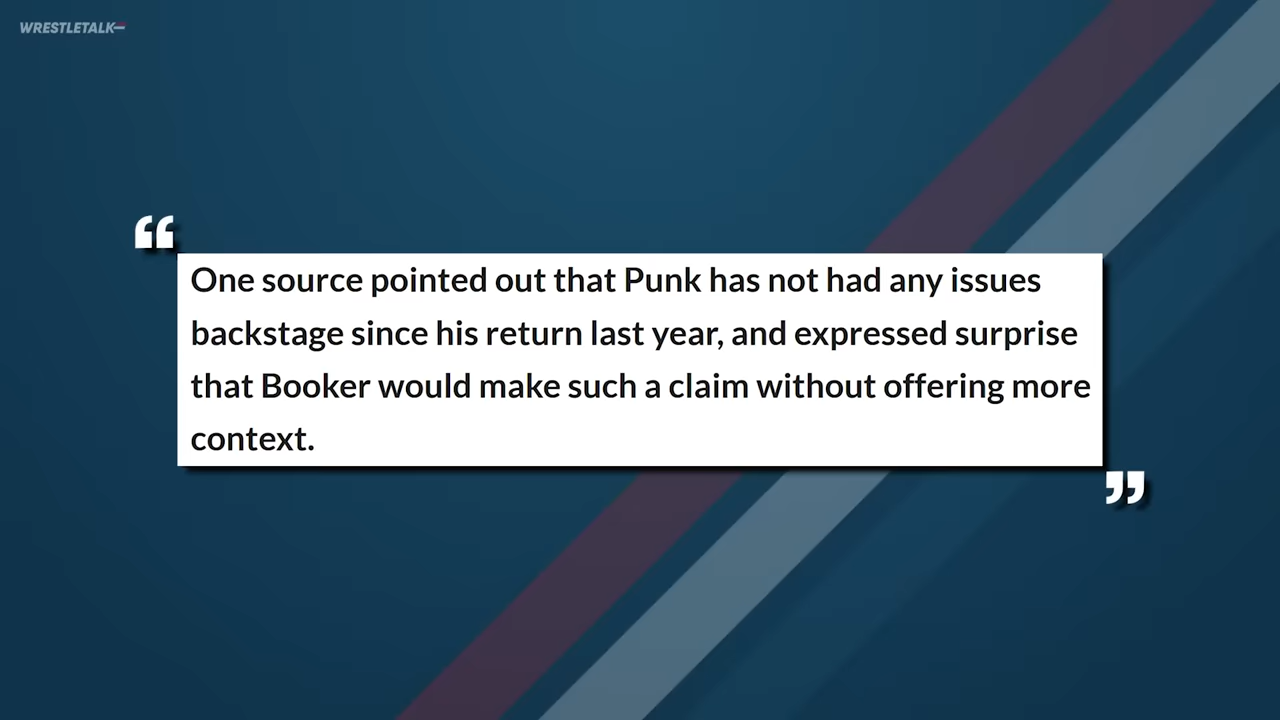 WRESTLETALK
“
One source pointed out that Punk has not had any issues
backstage since his return last year, and expressed surprise
that Booker would make such a claim without offering more
context.
”